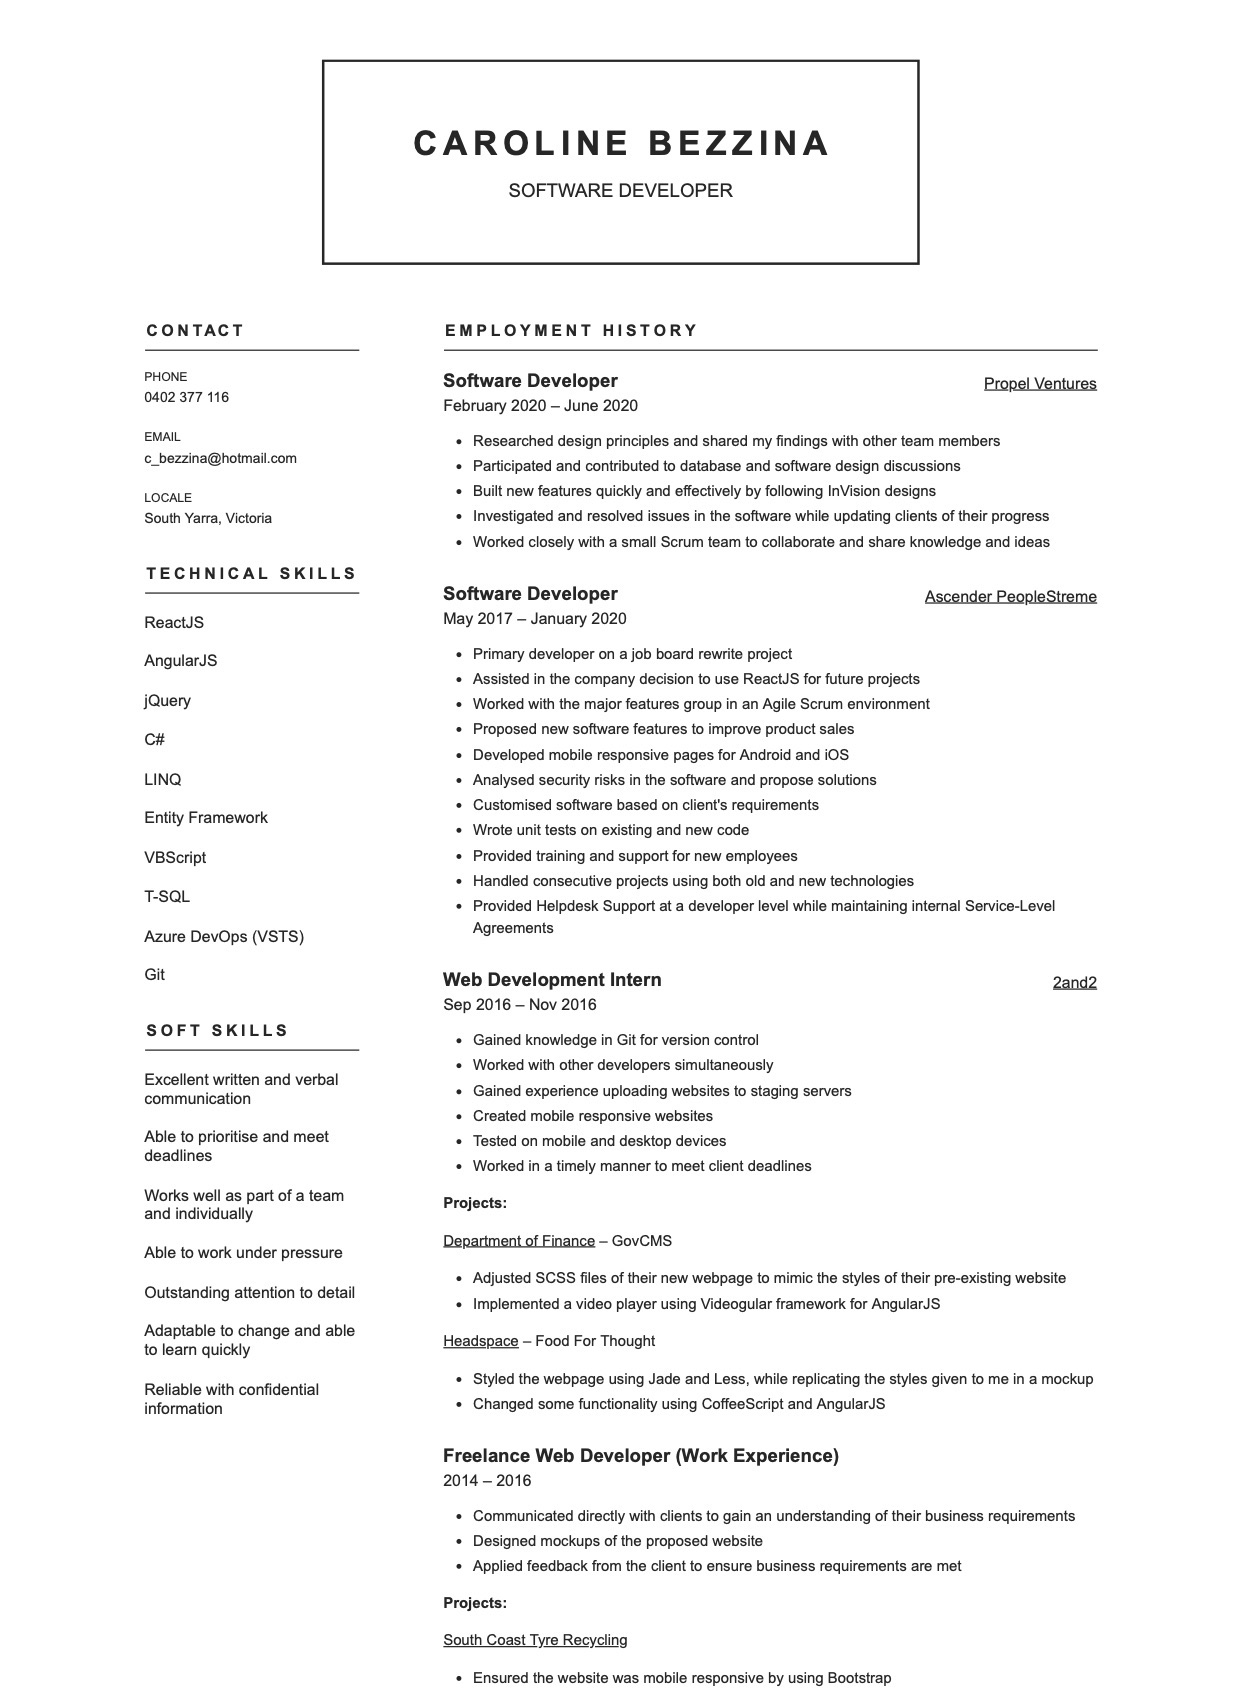 CAROLINE BEZZINA
SOFTWARE DEVELOPER
CONTACT
PHONE
0402 377 116
EMAIL
c_bezzina@hotmail.com
LOCALE
South Yarra, Victoria
TECHNICAL SKILLS
ReactJS
AngularJS
jQuery
C#
LINQ
Entity Framework
VBScript
T-SQL
Azure DevOps (VSTS)
Git
SOFT SKILLS
Excellent written and verbal
communication
Able to prioritise and meet
deadlines
Works well as part of a team
and individually
Able to work under pressure
Outstanding attention to detail
Adaptable to change and able
to learn quickly
Reliable with confidential
information
EMPLOYMENT HISTORY
Software Developer Propel Ventures
February 2020 – June 2020
• Researched design principles and shared my findings with other team members
• Participated and contributed to database and software design discussions
• Built new features quickly and effectively by following InVision designs
• Investigated and resolved issues in the software while updating clients of their progress
• Worked closely with a small Scrum team to collaborate and share knowledge and ideas
Software Developer Ascender PeopleStreme
May 2017 – January 2020
• Primary developer on a job board rewrite project
• Assisted in the company decision to use ReactJS for future projects
• Worked with the major features group in an Agile Scrum environment
• Proposed new software features to improve product sales
• Developed mobile responsive pages for Android and iOS
• Analysed security risks in the software and propose solutions
• Customised software based on client's requirements
• Wrote unit tests on existing and new code
• Provided training and support for new employees
• Handled consecutive projects using both old and new technologies
• Provided Helpdesk Support at a developer level while maintaining internal Service-Level
Agreements
Web Development Intern 2and2
Sep 2016 – Nov 2016
• Gained knowledge in Git for version control
• Worked with other developers simultaneously
• Gained experience uploading websites to staging servers
• Created mobile responsive websites
• Tested on mobile and desktop devices
• Worked in a timely manner to meet client deadlines
Projects:
Department of Finance – GovCMS
• Adjusted SCSS files of their new webpage to mimic the styles of their pre-existing website
• Implemented a video player using Videogular framework for AngularJS
Headspace – Food For Thought
• Styled the webpage using Jade and Less, while replicating the styles given to me in a mockup
• Changed some functionality using CoffeeScript and AngularJS
Freelance Web Developer (Work Experience)
2014 – 2016
• Communicated directly with clients to gain an understanding of their business requirements
• Designed mockups of the proposed website
• Applied feedback from the client to ensure business requirements are met
Projects:
South Coast Tyre Recycling
• Ensured the website was mobile responsive by using Bootstrap